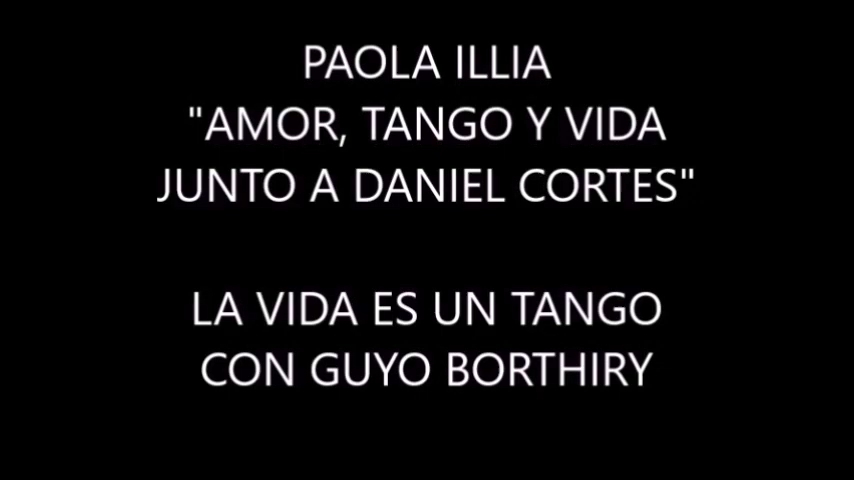 PAOLA ILLIA
"AMOR, TANGO Y VIDA
JUNTO A DANIEL CORTES"
LA VIDA ES UN TANGO
CON GUYO BORTHIRY